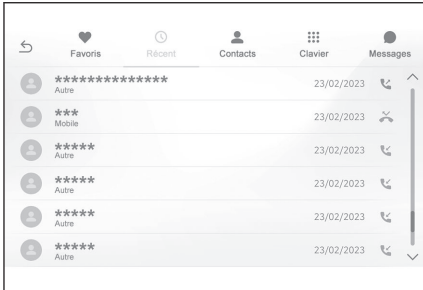 Favoris Récent Contacts Clavier Messages
************** 23/02/2023
Autre
*** 23/02/2023
Mobile
***** 23/02/2023
Autre
***** 23/02/2023
Autre
***** 23/02/2023
Autre
***** 23/02/2023
Autre